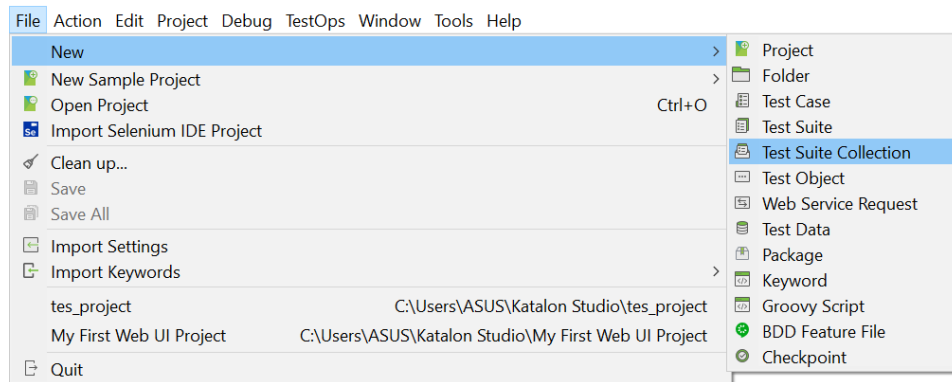 File Action Edit Project Debug TestOps Window Tools Help
New
New Sample Project
Open Project Ctrl+O
Import Selenium IDE Project
Clean up...
Save
Save All
Import Settings
Import Keywords
tes_project C:\Users\ASUS\Katalon Studio\tes_project
My First Web UI Project C:\Users\ASUS\Katalon Studio\My First Web UI Project
Quit
Project
Folder
Test Case
Test Suite
Test Suite Collection
Test Object
Web Service Request
Test Data
Package
Keyword
Groovy Script
BDD Feature File
Checkpoint